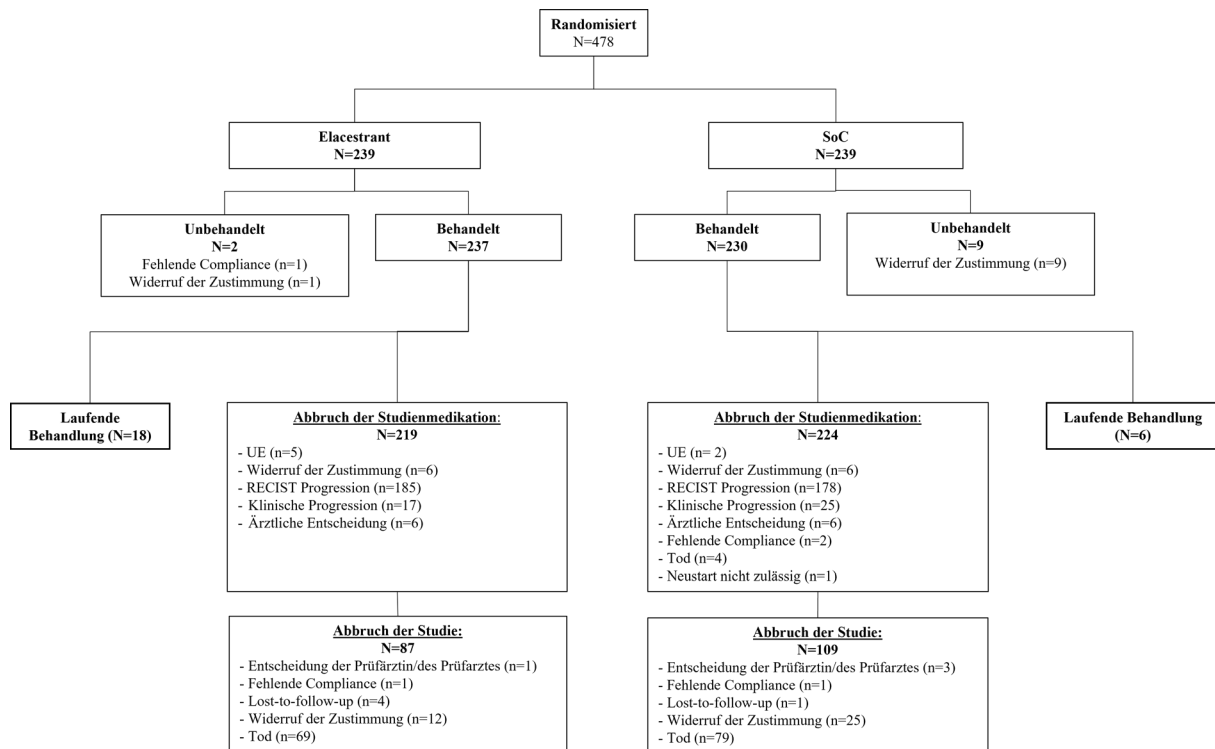 Randomisiert
N=478
Elacestrant
N=239
SoC
N=239
Unbehandelt
N=2
Fehlende Compliance (n=1)
Widerruf der Zustimmung (n=1)
Behandelt
N=237
Behandelt
N=230
Unbehandelt
N=9
Widerruf der Zustimmung (n=9)
Laufende
Behandlung (N=18)
Abbruch der Studienmedikation:
N=219
- UE (n=5)
- Widerruf der Zustimmung (n=6)
- RECIST Progression (n=185)
- Klinische Progression (n=17)
- Ärztliche Entscheidung (n=6)
Abbruch der Studienmedikation:
N=224
- UE (n= 2)
- Widerruf der Zustimmung (n=6)
- RECIST Progression (n=178)
- Klinische Progression (n=25)
- Ärztliche Entscheidung (n=6)
- Fehlende Compliance (n=2)
- Tod (n=4)
- Neustart nicht zulässig (n=1)
Laufende Behandlung
(N=6)
Abbruch der Studie:
N=87
- Entscheidung der Prüfärztin/des Prüfarztes (n=1)
- Fehlende Compliance (n=1)
- Lost-to-follow-up (n=4)
- Widerruf der Zustimmung (n=12)
- Tod (n=69)
Abbruch der Studie:
N=109
- Entscheidung der Prüfärztin/des Prüfarztes (n=3)
- Fehlende Compliance (n=1)
- Lost-to-follow-up (n=1)
- Widerruf der Zustimmung (n=25)
- Tod (n=79)